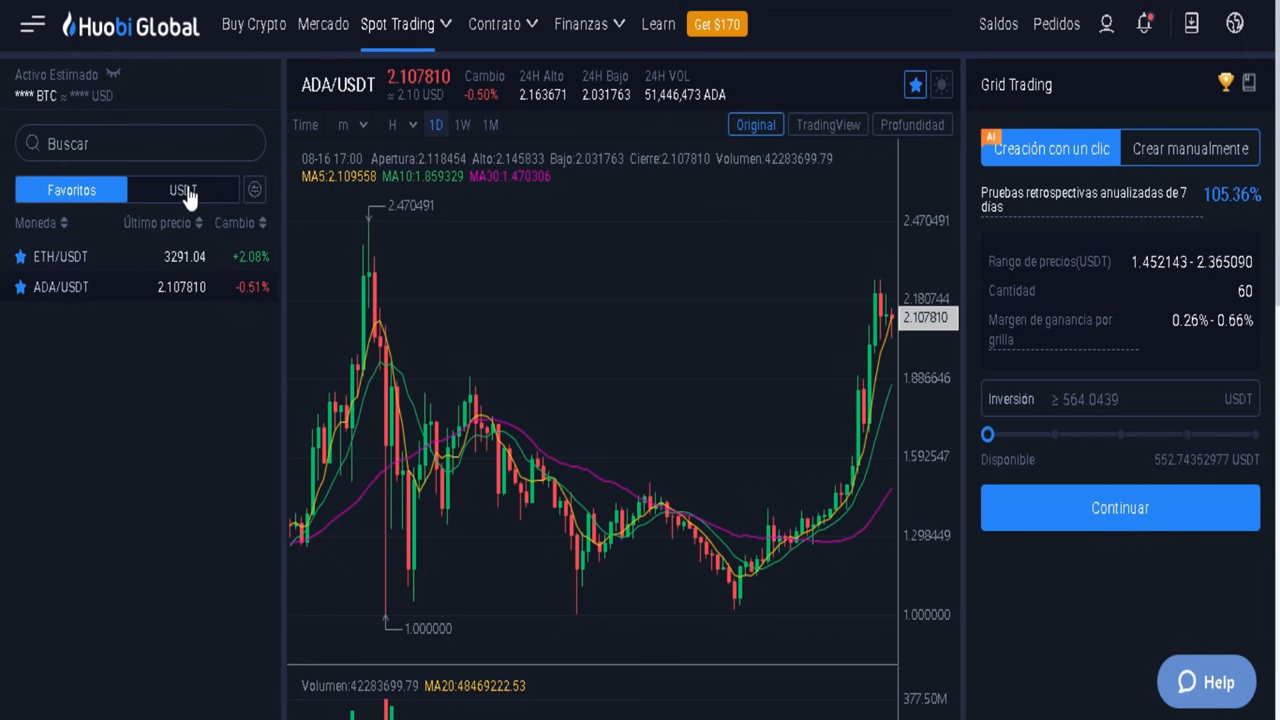 Huobi Global Buy Crypto Mercado Spot Trading Contrato Finanzas Learn Get $170 Saldos Pedidos
Activo Estimado
**** BTC ≈ **** USD
Buscar
Favoritos USDT
Moneda Último precio Cambio
ETH/USDT 3291.04 +2.08%
ADA/USDT 2.107810 -0.51%
ADA/USDT 2.107810 Cambio 24H Alto 24H Bajo 24H VOL
≈ 2.10 USD -0.50% 2.163671 2.031763 51,446,473 ADA
Time m H 1D 1W 1M Original TradingView Profundidad
08-16 17:00 Apertura:2.118454 Alto:2.145833 Bajo:2.031763 Cierre:2.107810 Volumen:42283699.79
MA5:2.109558 MA10:1.859329 MA30:1.470306
2.470491
2.470491
2.180744
2.107810
1.886646
1.592547
1.298449
1.000000
1.000000
Volumen:42283699.79 MA20:48469222.53
377.50M
Grid Trading
AI
Creación con un clic Crear manualmente
Pruebas retrospectivas anualizadas de 7 105.36%
días
Rango de precios(USDT) 1.452143 - 2.365090
Cantidad 60
Margen de ganancia por 0.26% - 0.66%
grilla
Inversión ≥ 564.0439 USDT
Disponible 552.74352977 USDT
Continuar
Help